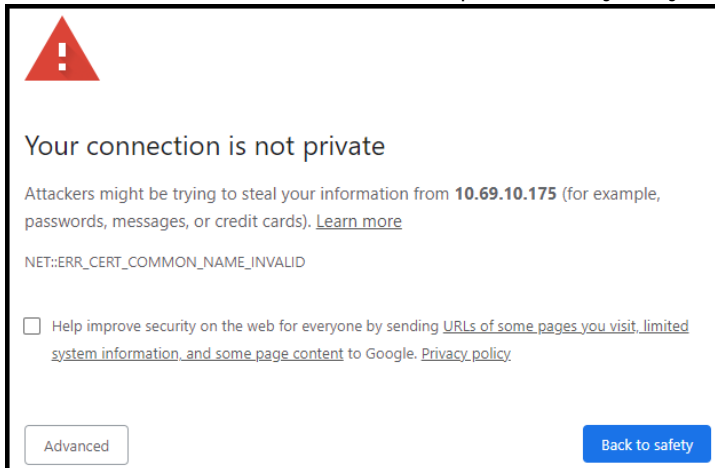 Your connection is not private
Attackers might be trying to steal your information from 10.69.10.175 (for example,
passwords, messages, or credit cards). Learn more
NET::ERR_CERT_COMMON_NAME_INVALID
Help improve security on the web for everyone by sending URLs of some pages you visit, limited
system information, and some page content to Google. Privacy policy
Advanced
Back to safety